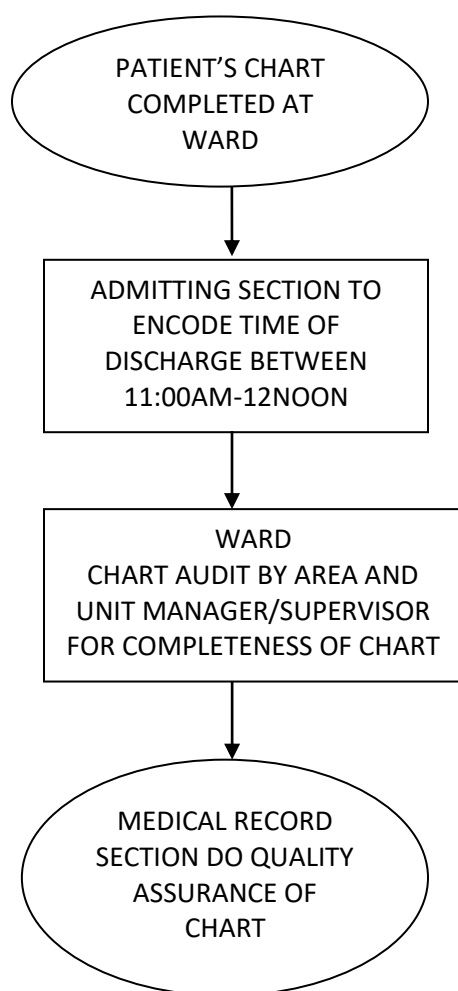 PATIENT’S CHART
COMPLETED AT
WARD
ADMITTING SECTION TO
ENCODE TIME OF
DISCHARGE BETWEEN
11:00AM-12NOON
WARD
CHART AUDIT BY AREA AND
UNIT MANAGER/SUPERVISOR
FOR COMPLETENESS OF CHART
MEDICAL RECORD
SECTION DO QUALITY
ASSURANCE OF
CHART